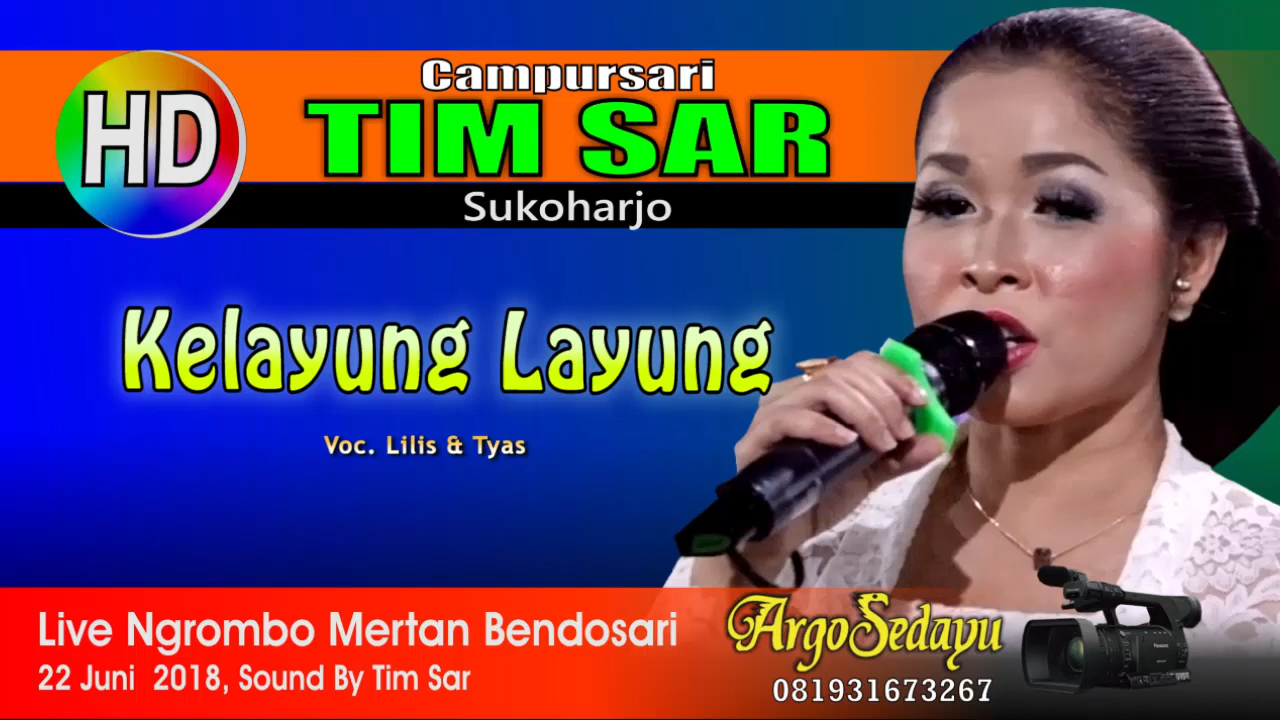 HD
Campursari
TIM SAR
Sukoharjo
Kelayung Layung
Voc. Lilis & Tyas
Live Ngrombo Mertan Bendosari
22 Juni 2018, Sound By Tim Sar
ArgoSedayu
081931673267
Panasonic